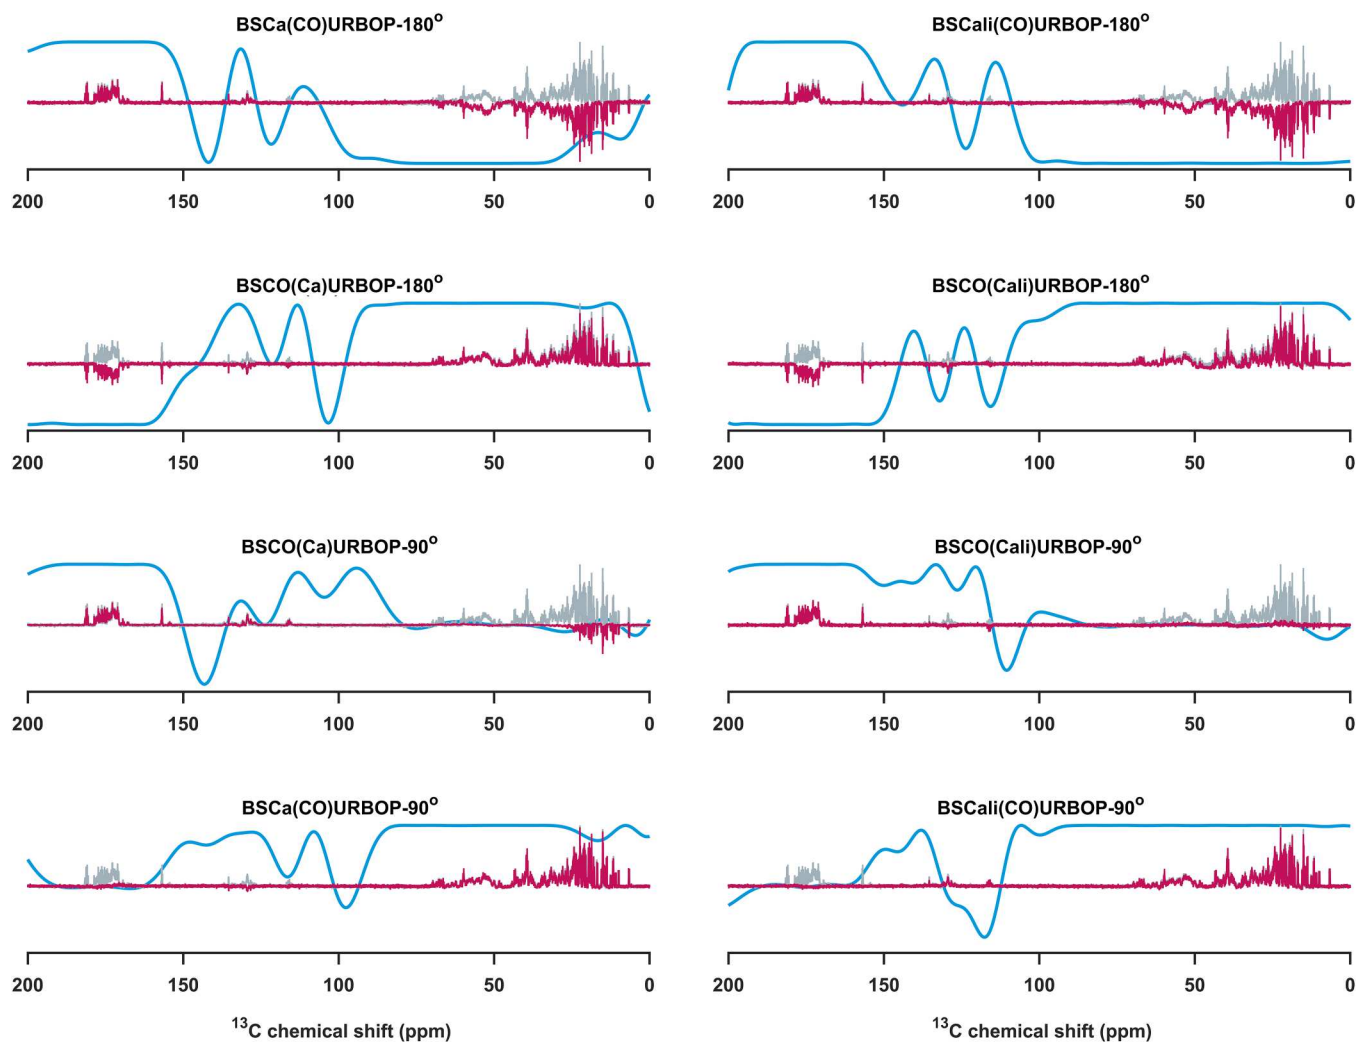 BSCa(CO)URBOP-180°
BSCali(CO)URBOP-180°
200 150 100 50 0
200 150 100 50 0
BSCO(Ca)URBOP-180°
BSCO(Cali)URBOP-180°
200 150 100 50 0
200 150 100 50 0
BSCO(Ca)URBOP-90°
BSCO(Cali)URBOP-90°
200 150 100 50 0
200 150 100 50 0
BSCa(CO)URBOP-90°
BSCali(CO)URBOP-90°
200 150 100 50 0
200 150 100 50 0
¹³C chemical shift (ppm)
¹³C chemical shift (ppm)